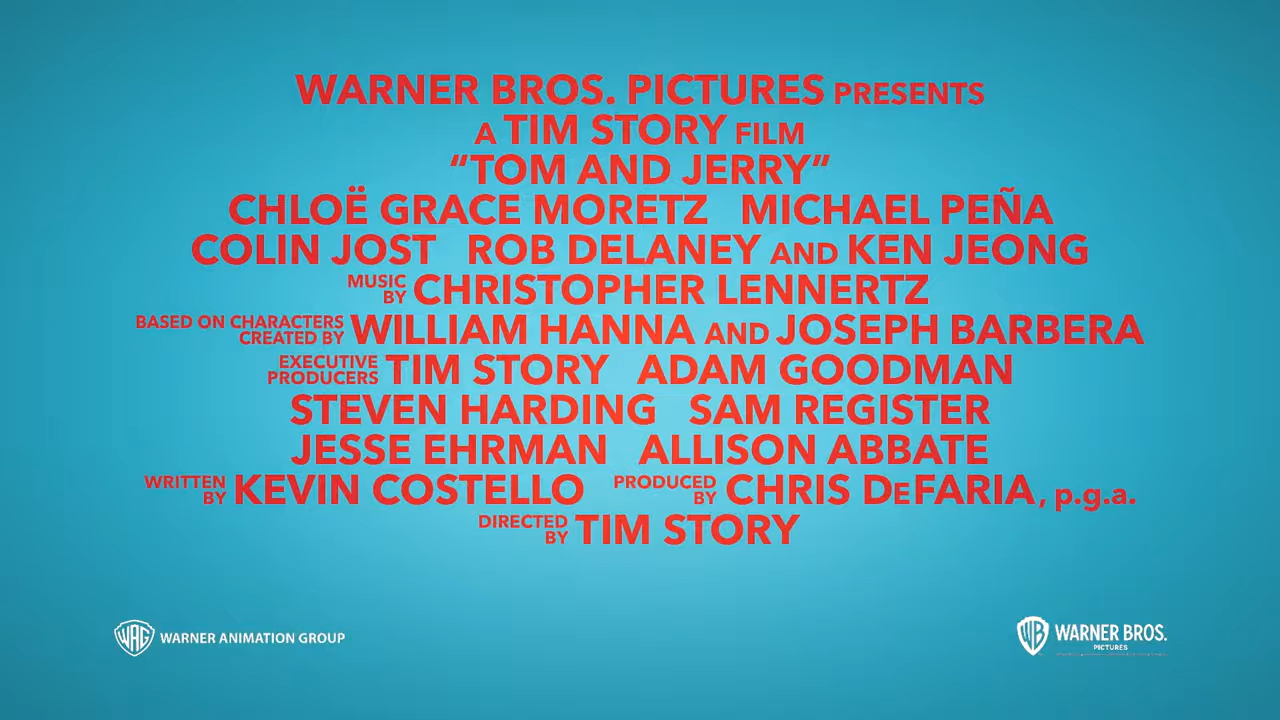 WARNER BROS. PICTURES PRESENTS
A TIM STORY FILM
“TOM AND JERRY”
CHLOË GRACE MORETZ MICHAEL PEÑA
COLIN JOST ROB DELANEY AND KEN JEONG
MUSIC BY CHRISTOPHER LENNERTZ
BASED ON CHARACTERS CREATED BY WILLIAM HANNA AND JOSEPH BARBERA
EXECUTIVE PRODUCERS TIM STORY ADAM GOODMAN
STEVEN HARDING SAM REGISTER
JESSE EHRMAN ALLISON ABBATE
WRITTEN BY KEVIN COSTELLO PRODUCED BY CHRIS DeFARIA, p.g.a.
DIRECTED BY TIM STORY
WAG WARNER ANIMATION GROUP
WB WARNER BROS.
PICTURES